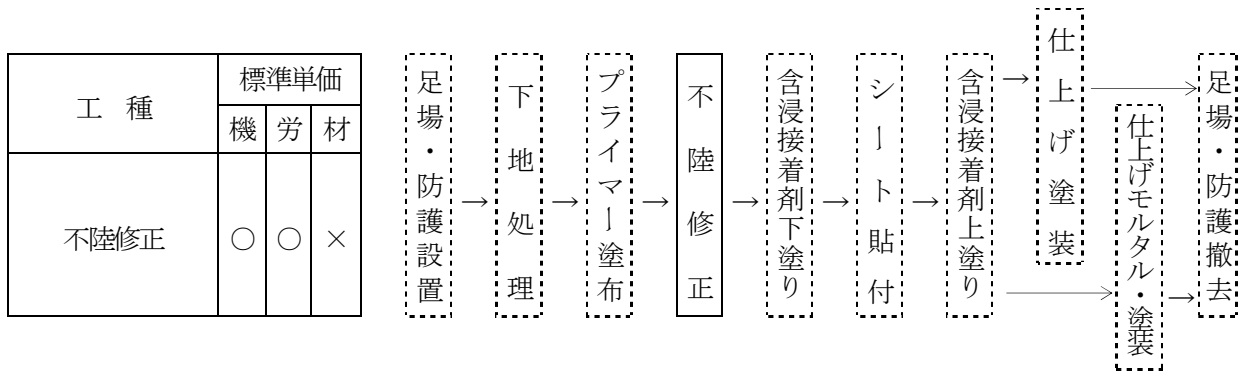 工種 標準単価
機 労 材
不陸修正 ○ ○ ×
足場・防護設置
→
下地処理
→
プライマー塗布
→
不陸修正
→
含浸接着剤下塗り
→
シート貼付
→
含浸接着剤上塗り
→
仕上げ塗装
→
仕上げモルタル・塗装
→
足場・防護撤去